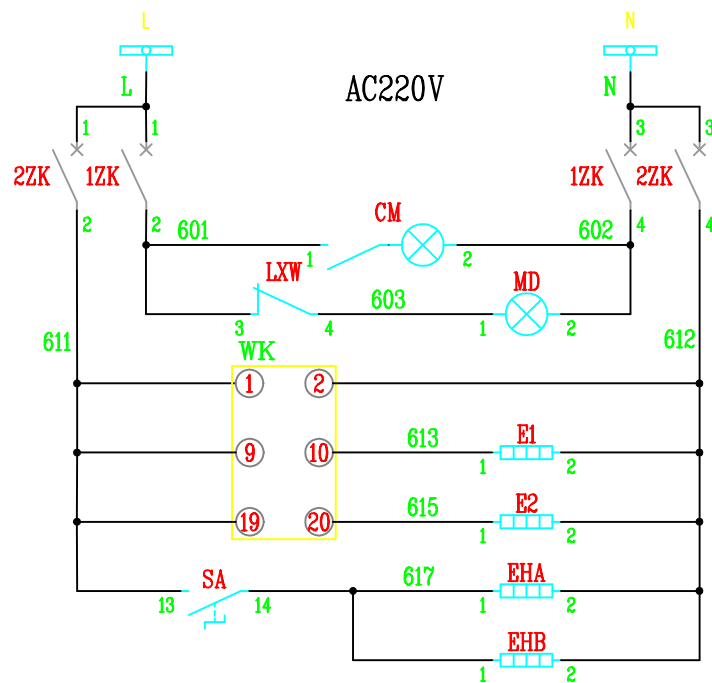 L N
L AC220V N
1 1 3 3
2ZK 1ZK 1ZK 2ZK
2 2 4 4
601 CM 602
1 2
LXW 603 MD
3 4 1 2
611 612
WK
1 2
9 10 613 E1
1 2
19 20 615 E2
1 2
SA 617 EHA
13 14 1 2
EHB
1 2